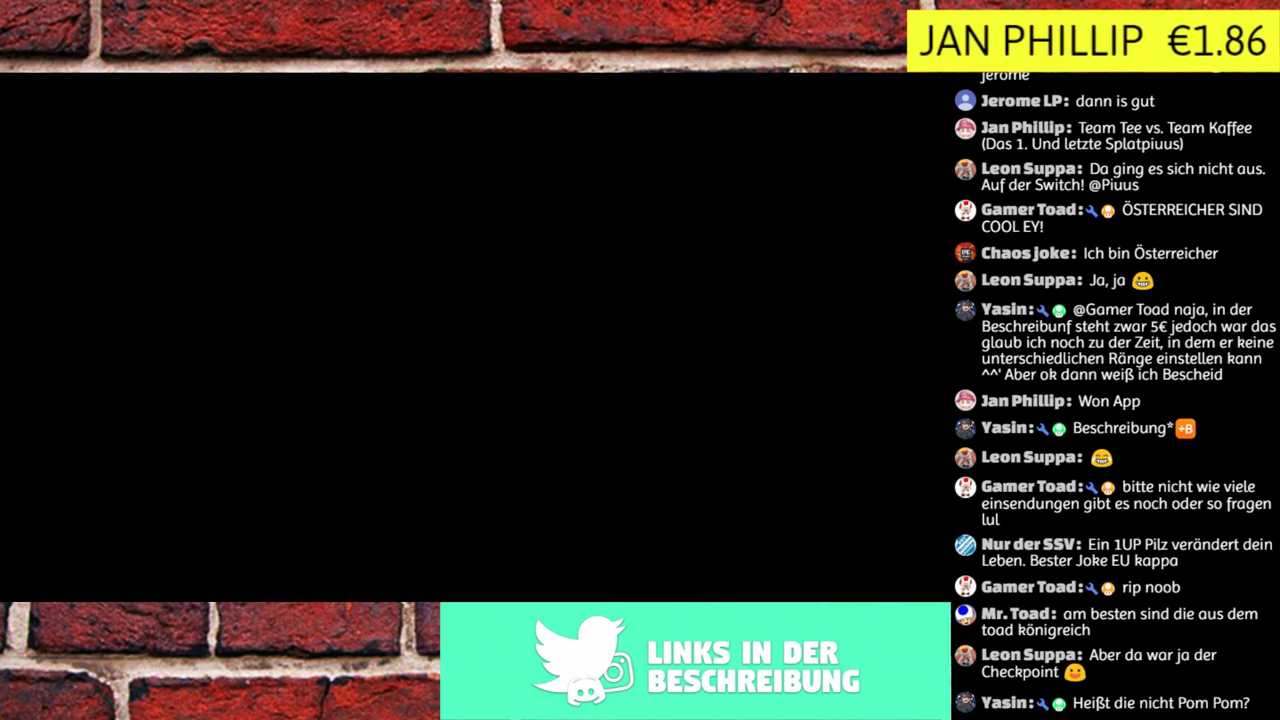 JAN PHILLIP €1.86
jerome
Jerome LP: dann is gut
Jan Phillip: Team Tee vs. Team Kaffee
(Das 1. Und letzte Splatpiuus)
Leon Suppa: Da ging es sich nicht aus.
Auf der Switch! @Piuus
Gamer Toad: ÖSTERREICHER SIND
COOL EY!
Chaos joke: Ich bin Österreicher
Leon Suppa: Ja, ja
Yasin: @Gamer Toad naja, in der
Beschreibunf steht zwar 5€ jedoch war das
glaub ich noch zu der Zeit, in dem er keine
unterschiedlichen Ränge einstellen kann
^^' Aber ok dann weiß ich Bescheid
Jan Phillip: Won App
Yasin: Beschreibung* +B
Leon Suppa:
Gamer Toad: bitte nicht wie viele
einsendungen gibt es noch oder so fragen
lul
Nur der SSV: Ein 1UP Pilz verändert dein
Leben. Bester Joke EU kappa
Gamer Toad: rip noob
Mr. Toad: am besten sind die aus dem
toad königreich
Leon Suppa: Aber da war ja der
Checkpoint
Yasin: Heißt die nicht Pom Pom?
LINKS IN DER
BESCHREIBUNG